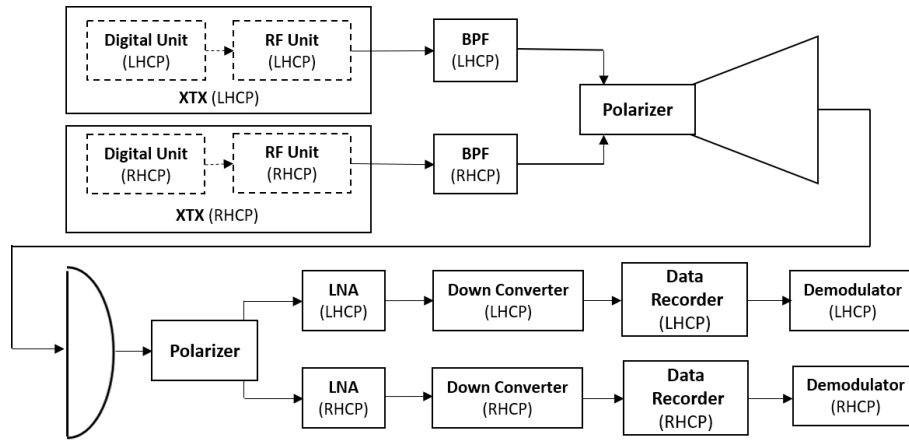 Digital Unit
(LHCP)
RF Unit
(LHCP)
XTX (LHCP)
BPF
(LHCP)
Digital Unit
(RHCP)
RF Unit
(RHCP)
XTX (RHCP)
BPF
(RHCP)
Polarizer
Polarizer
LNA
(LHCP)
Down Converter
(LHCP)
Data
Recorder
(LHCP)
Demodulator
(LHCP)
LNA
(RHCP)
Down Converter
(RHCP)
Data
Recorder
(RHCP)
Demodulator
(RHCP)